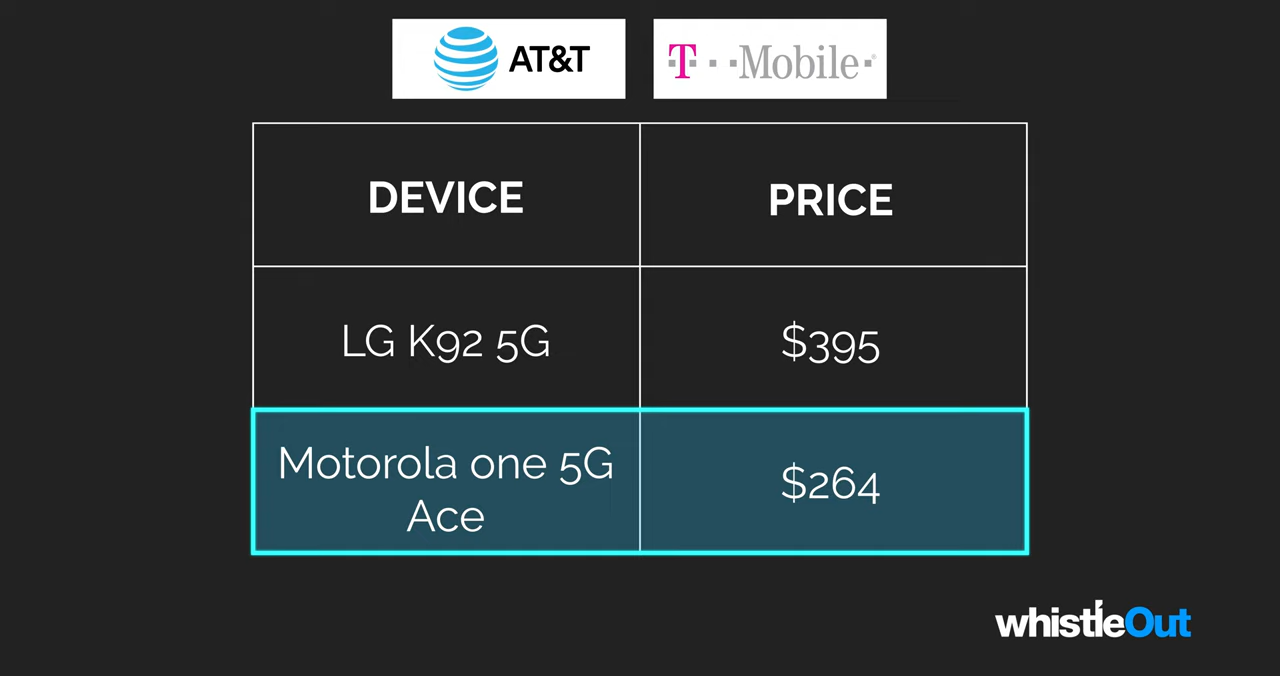 AT&T
T··Mobile·
DEVICE
PRICE
LG K92 5G
$395
Motorola one 5G
Ace
$264
whistleOut